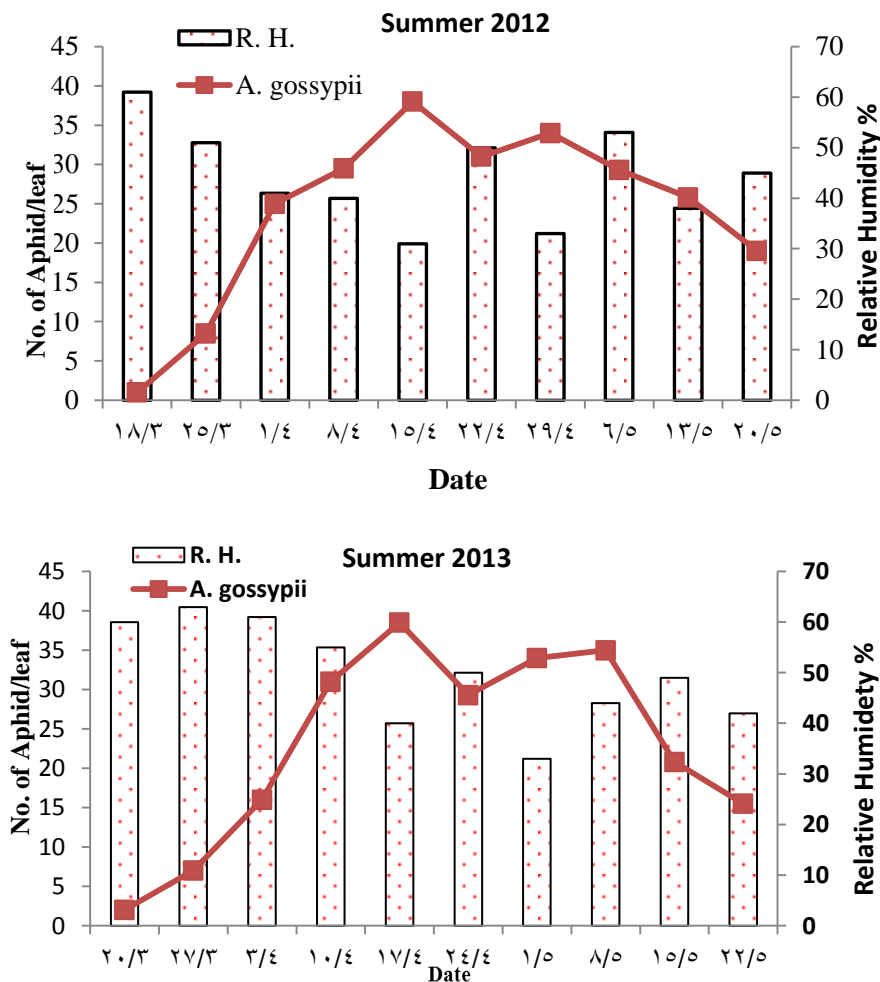 Summer 2012
R. H.
A. gossypii
No. of Aphid/leaf
45
40
35
30
25
20
15
10
5
0
70
60
50
40
30
20
10
0
Relative Humidity %
١٨/٣ ٢٥/٣ ١/٤ ٨/٤ ١٥/٤ ٢٢/٤ ٢٩/٤ ٦/٥ ١٣/٥ ٢٠/٥
Date
Summer 2013
R. H.
A. gossypii
No. of Aphid/leaf
45
40
35
30
25
20
15
10
5
0
70
60
50
40
30
20
10
0
Relative Humidety %
٢٠/٣ ٢٧/٣ ٣/٤ ١٠/٤ ١٧/٤ ٢٤/٤ ١/٥ ٨/٥ ١٥/٥ ٢٢/٥
Date